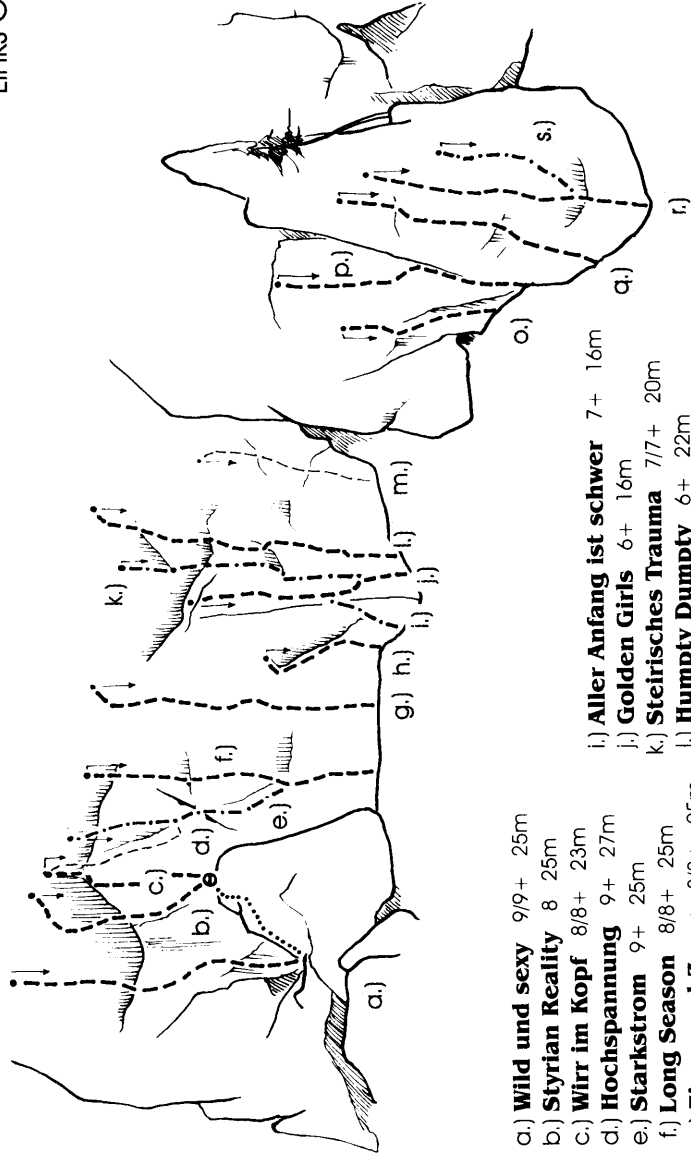 Links
a.)
b.)
c.)
d.)
e.)
f.)
g.)
h.)
i.)
j.)
k.)
l.)
m.)
o.)
p.)
q.)
r.)
s.)
a.) Wild und sexy 9/9+ 25m
b.) Styrian Reality 8 25m
c.) Wirr im Kopf 8/8+ 23m
d.) Hochspannung 9+ 27m
e.) Starkstrom 9+ 25m
f.) Long Season 8/8+ 25m
i.) Aller Anfang ist schwer 7+ 16m
j.) Golden Girls 6+ 16m
k.) Steirisches Trauma 7/7+ 20m
l.) Humpty Dumpty 6+ 22m